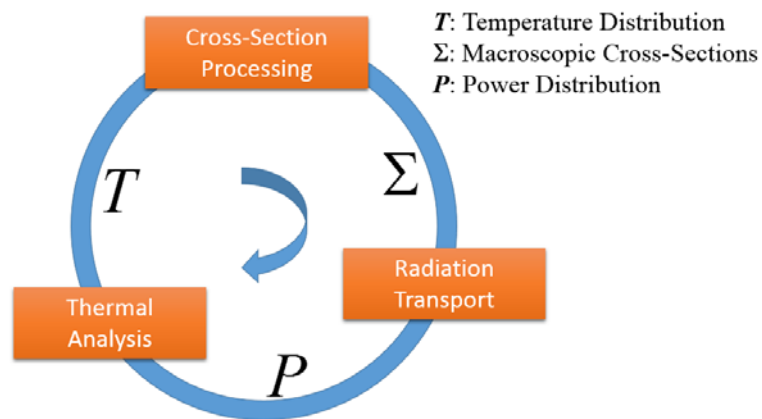 Cross-Section
Processing
T: Temperature Distribution
Σ: Macroscopic Cross-Sections
P: Power Distribution
T
Σ
Radiation
Transport
Thermal
Analysis
P